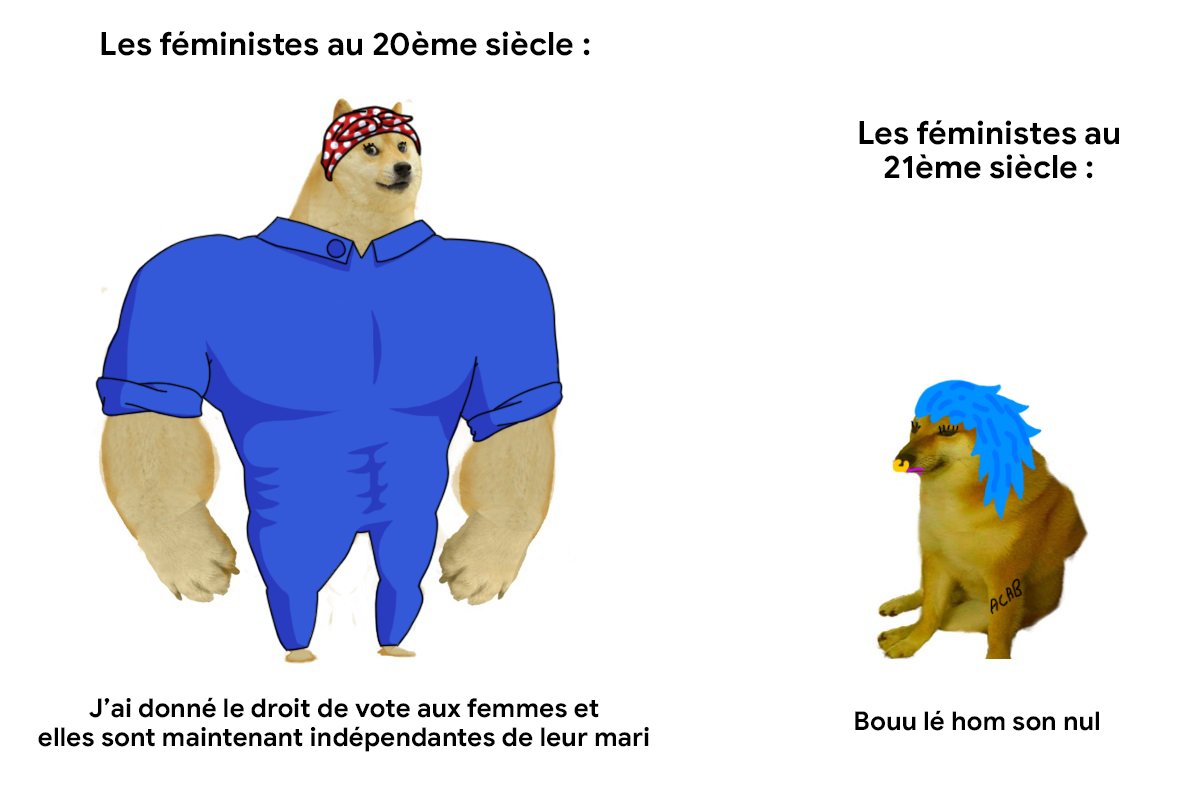 Les féministes au 20ème siècle :
Les féministes au
21ème siècle :
ACAB
J’ai donné le droit de vote aux femmes et
elles sont maintenant indépendantes de leur mari
Bouu lé hom son nul